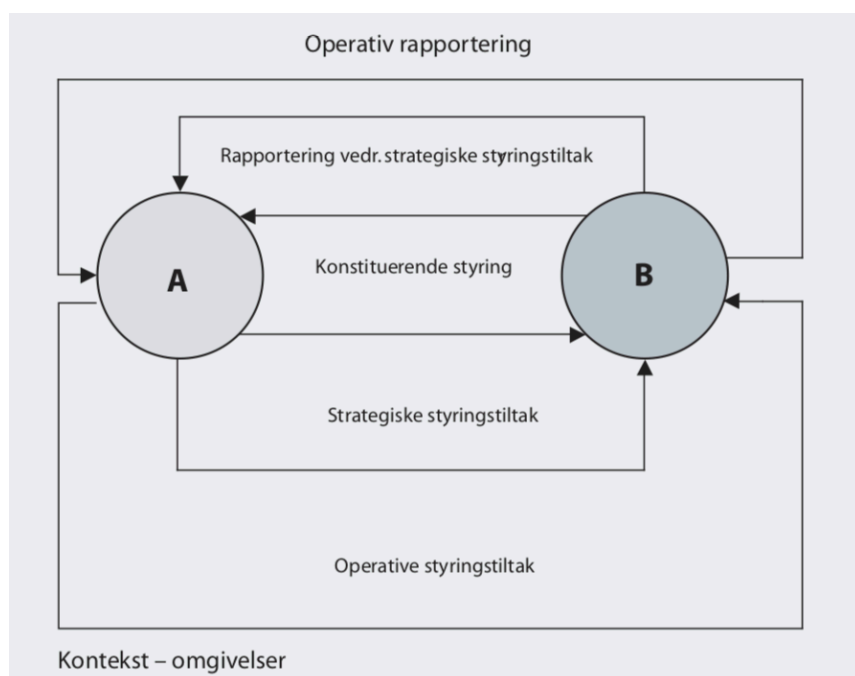 Operativ rapportering
Rapportering vedr. strategiske styringstiltak
Konstituerende styring
A
B
Strategiske styringstiltak
Operative styringstiltak
Kontekst – omgivelser